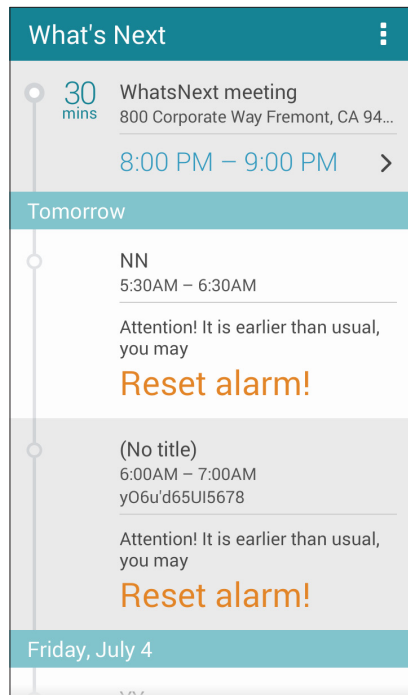 What's Next
30
mins
WhatsNext meeting
800 Corporate Way Fremont, CA 94...
8:00 PM – 9:00 PM
Tomorrow
NN
5:30AM – 6:30AM
Attention! It is earlier than usual,
you may
Reset alarm!
(No title)
6:00AM – 7:00AM
yO6u'd65UI5678
Attention! It is earlier than usual,
you may
Reset alarm!
Friday, July 4